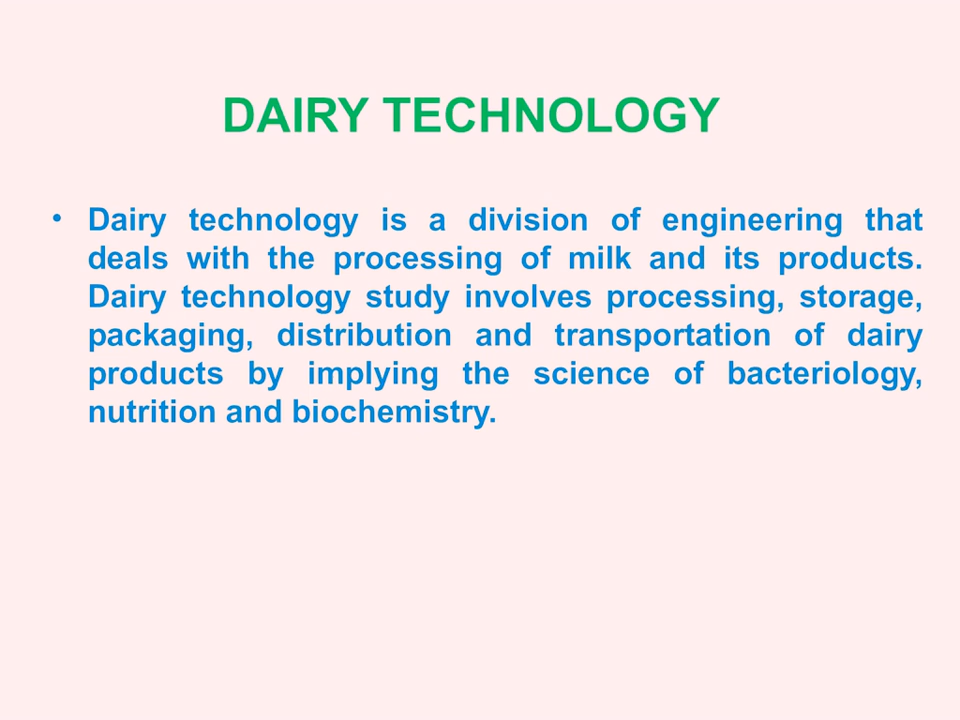 DAIRY TECHNOLOGY
• Dairy technology is a division of engineering that
deals with the processing of milk and its products.
Dairy technology study involves processing, storage,
packaging, distribution and transportation of dairy
products by implying the science of bacteriology,
nutrition and biochemistry.